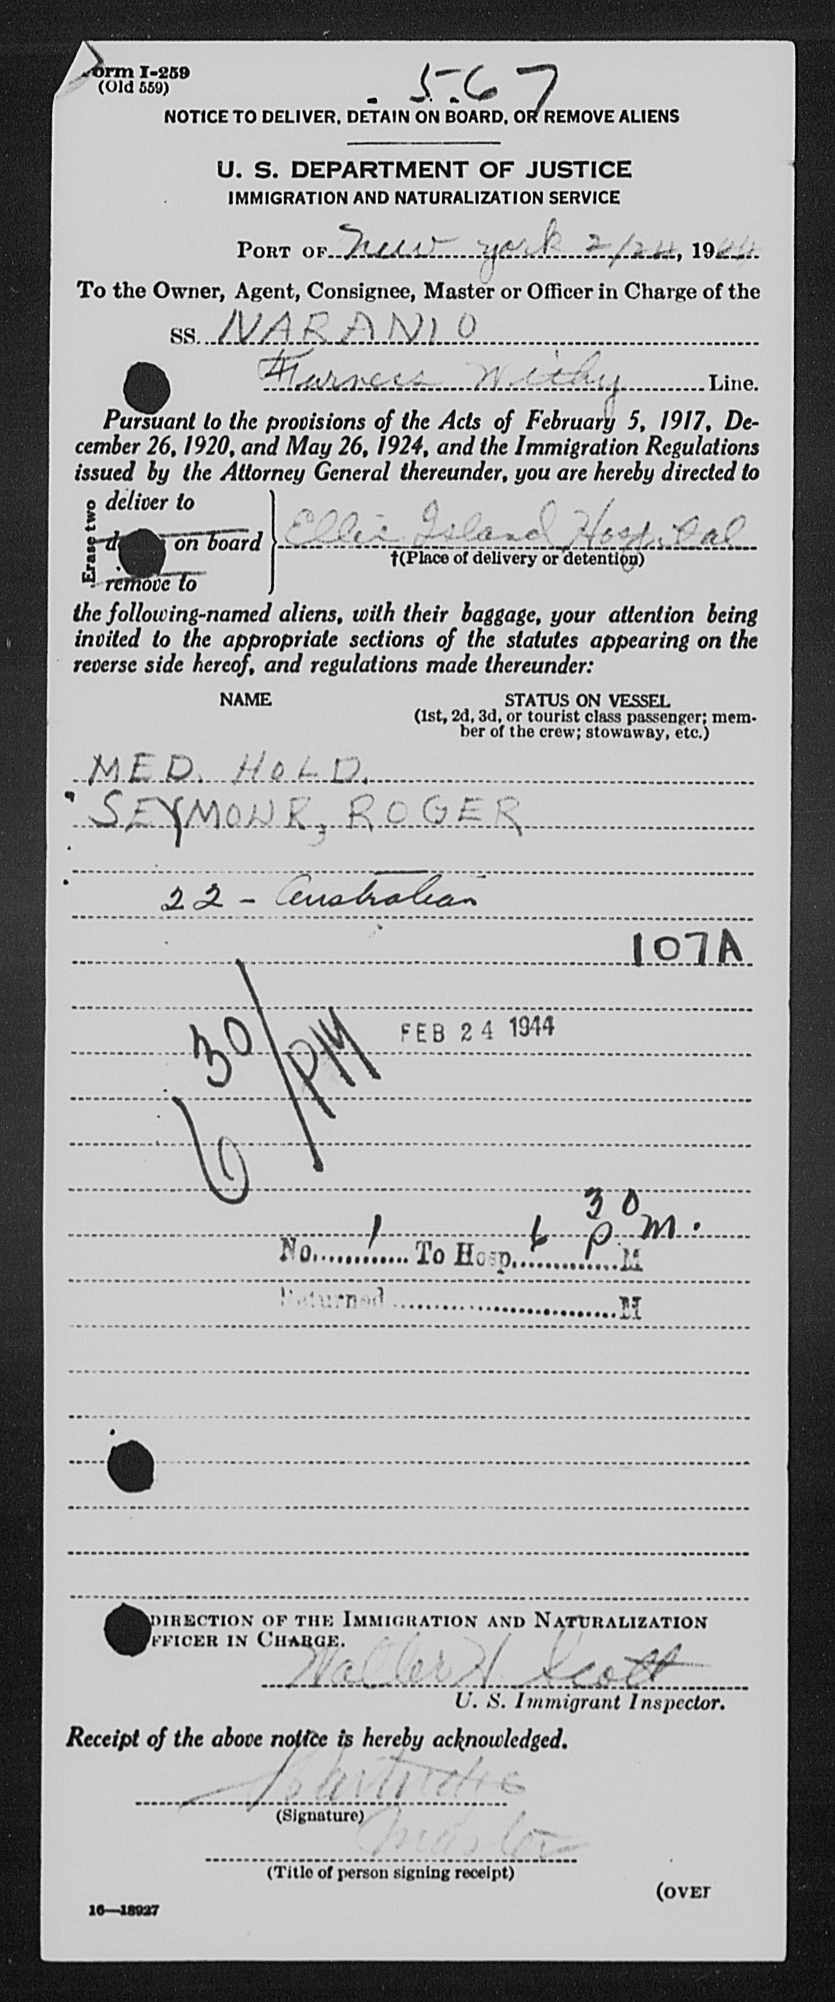 Form I-259
(Old 559)
567
NOTICE TO DELIVER, DETAIN ON BOARD, OR REMOVE ALIENS
U. S. DEPARTMENT OF JUSTICE
IMMIGRATION AND NATURALIZATION SERVICE
PORT OF New York 2/24, 1944
To the Owner, Agent, Consignee, Master or Officer in Charge of the
SS. NARANIO
Furness Withy Line.
Pursuant to the provisions of the Acts of February 5, 1917, De-
cember 26, 1920, and May 26, 1924, and the Immigration Regulations
issued by the Attorney General thereunder, you are hereby directed to
Erase two
deliver to
d on board
remove to
Ellis Island Hospital
†(Place of delivery or detention)
the following-named aliens, with their baggage, your attention being
invited to the appropriate sections of the statutes appearing on the
reverse side hereof, and regulations made thereunder:
NAME STATUS ON VESSEL
(1st, 2d, 3d, or tourist class passenger; mem-
ber of the crew; stowaway, etc.)
MED. HOLD.
SEYMOUR, ROGER
22 - Australian
107A
6 30/PM
FEB 24 1944
No. 1 To Hosp. 6 30 P.M. M
Returned M
DIRECTION OF THE IMMIGRATION AND NATURALIZATION
FFICER IN CHARGE.
Walter H. Scott
U. S. Immigrant Inspector.
Receipt of the above notice is hereby acknowledged.
(Signature)
Master
(Title of person signing receipt)
(OVER
16—18927